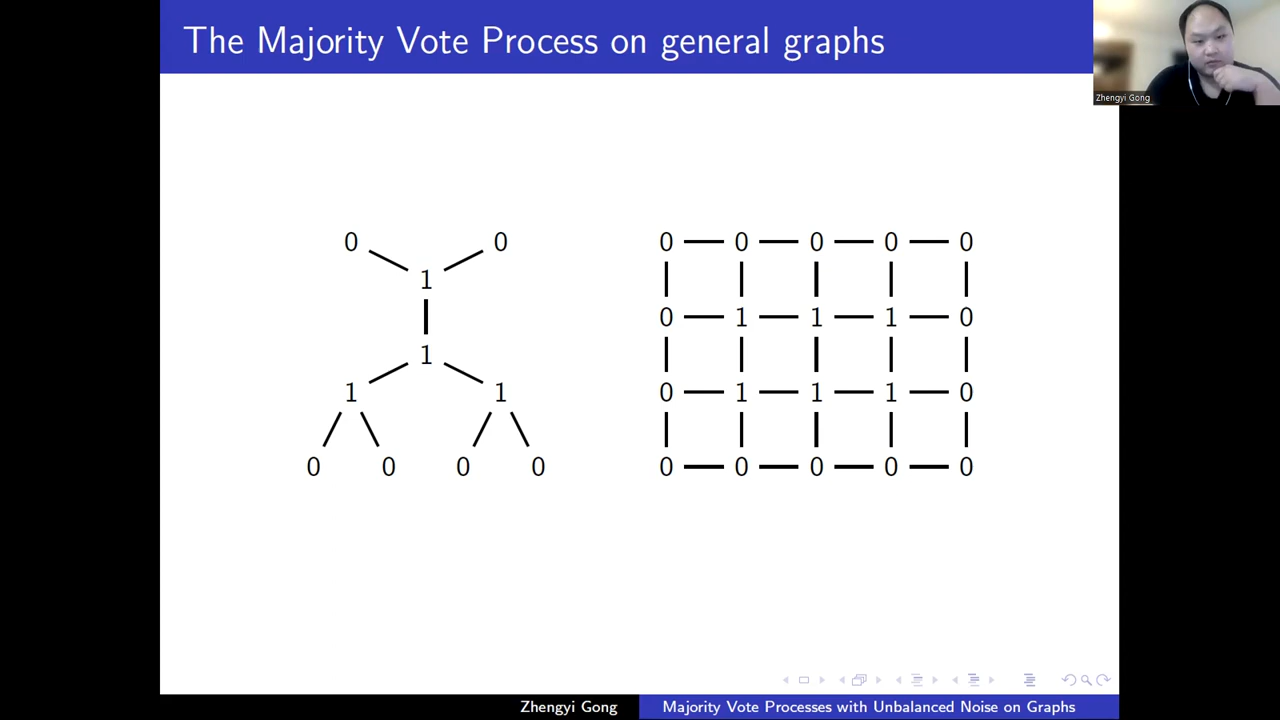 The Majority Vote Process on general graphs
Zhengyi Gong
0 0
1
1
1 1
0 0 0 0
0 0 0 0 0
0 1 1 1 0
0 1 1 1 0
0 0 0 0 0
Zhengyi Gong
Majority Vote Processes with Unbalanced Noise on Graphs